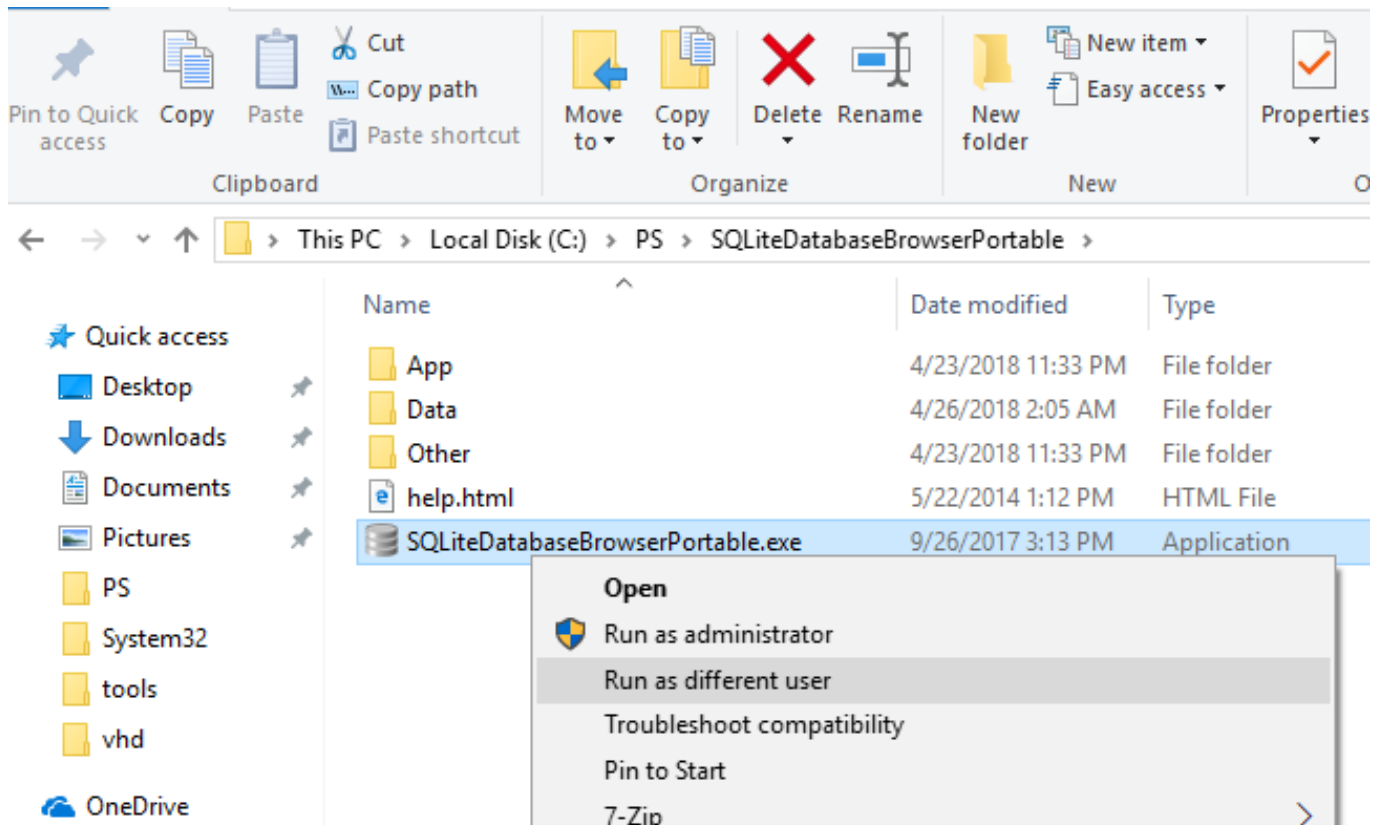 Cut
Copy path
Paste shortcut
Pin to Quick access
Copy
Paste
Move to
Copy to
Delete
Rename
New folder
New item
Easy access
Properties
Clipboard
Organize
New
O
This PC > Local Disk (C:) > PS > SQLiteDatabaseBrowserPortable >
Name Date modified Type
Quick access
Desktop
Downloads
Documents
Pictures
PS
System32
tools
vhd
OneDrive
App 4/23/2018 11:33 PM File folder
Data 4/26/2018 2:05 AM File folder
Other 4/23/2018 11:33 PM File folder
help.html 5/22/2014 1:12 PM HTML File
SQLiteDatabaseBrowserPortable.exe 9/26/2017 3:13 PM Application
Open
Run as administrator
Run as different user
Troubleshoot compatibility
Pin to Start
7-Zip